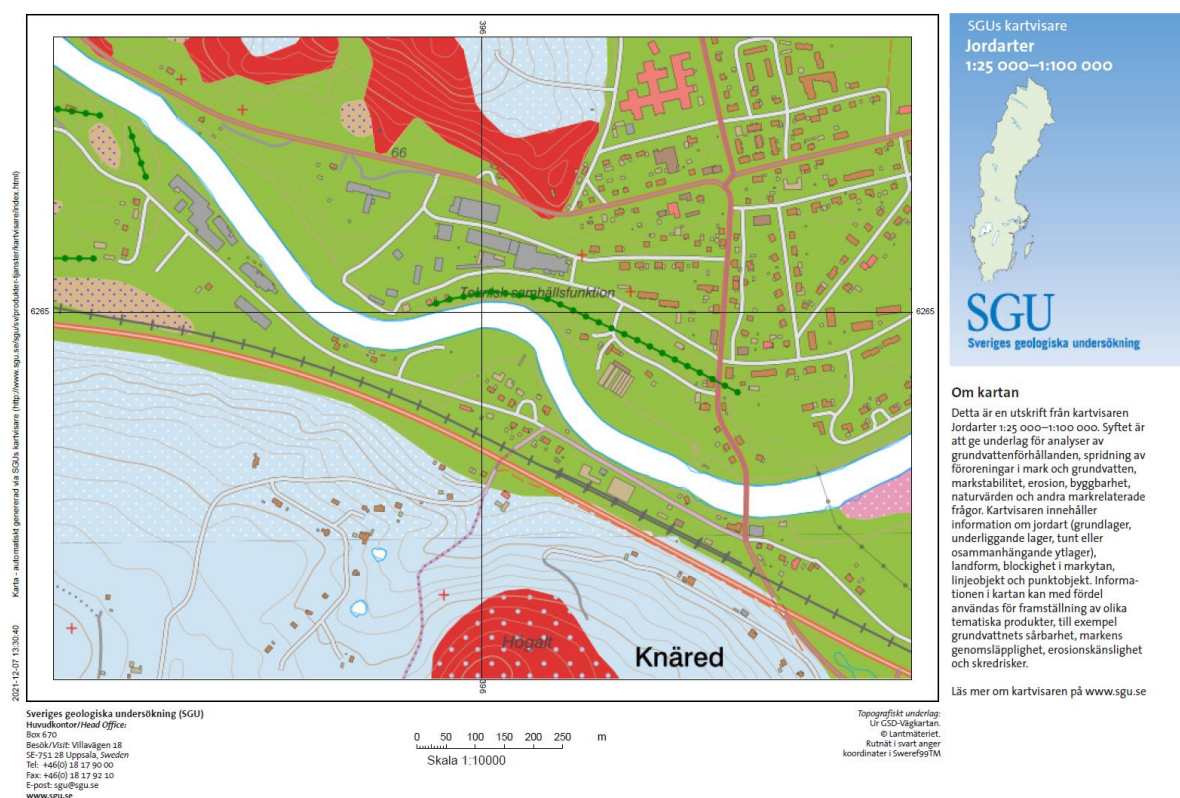 396
66
Teknisk samhällsfunktion
6265
6265
Högalt
Knäred
396
Karta - automatiskt genererad via SGUs kartvisare (http://www.sgu.se/sgu/sv/produkter-tjanster/kartvisare/index.html)
2021-12-07 13:30:40
SGUs kartvisare
Jordarter
1:25 000–1:100 000
SGU
Sveriges geologiska undersökning
Om kartan
Detta är en utskrift från kartvisaren
Jordarter 1:25 000–1:100 000. Syftet är
att ge underlag för analyser av
grundvattenförhållanden, spridning av
föroreningar i mark och grundvatten,
markstabilitet, erosion, byggbarhet,
naturvärden och andra markrelaterade
frågor. Kartvisaren innehåller
information om jordart (grundlager,
underliggande lager, tunt eller
osammanhängande ytlager),
landform, blockighet i markytan,
linjeobjekt och punktobjekt. Informa-
tionen i kartan kan med fördel
användas för framställning av olika
tematiska produkter, till exempel
grundvattnets sårbarhet, markens
genomsläpplighet, erosionskänslighet
och skredrisker.
Läs mer om kartvisaren på www.sgu.se
Sveriges geologiska undersökning (SGU)
Huvudkontor/Head Office:
Box 670
Besök/Visit: Villavägen 18
SE-751 28 Uppsala, Sweden
Tel: +46(0) 18 17 90 00
Fax: +46(0) 18 17 92 10
E-post: sgu@sgu.se
www.sgu.se
0 50 100 150 200 250 m
Skala 1:10000
Topografiskt underlag:
Ur GSD-Vägkartan.
© Lantmäteriet.
Rutnät i svart anger
koordinater i Sweref99TM